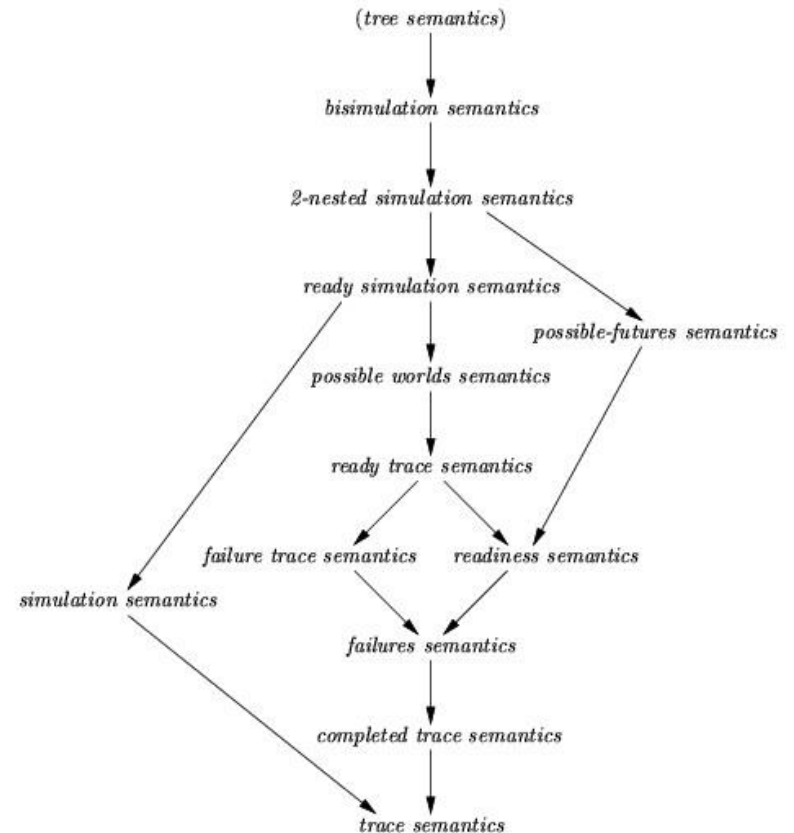 (tree semantics)
bisimulation semantics
2-nested simulation semantics
ready simulation semantics
possible-futures semantics
possible worlds semantics
ready trace semantics
failure trace semantics
readiness semantics
simulation semantics
failures semantics
completed trace semantics
trace semantics